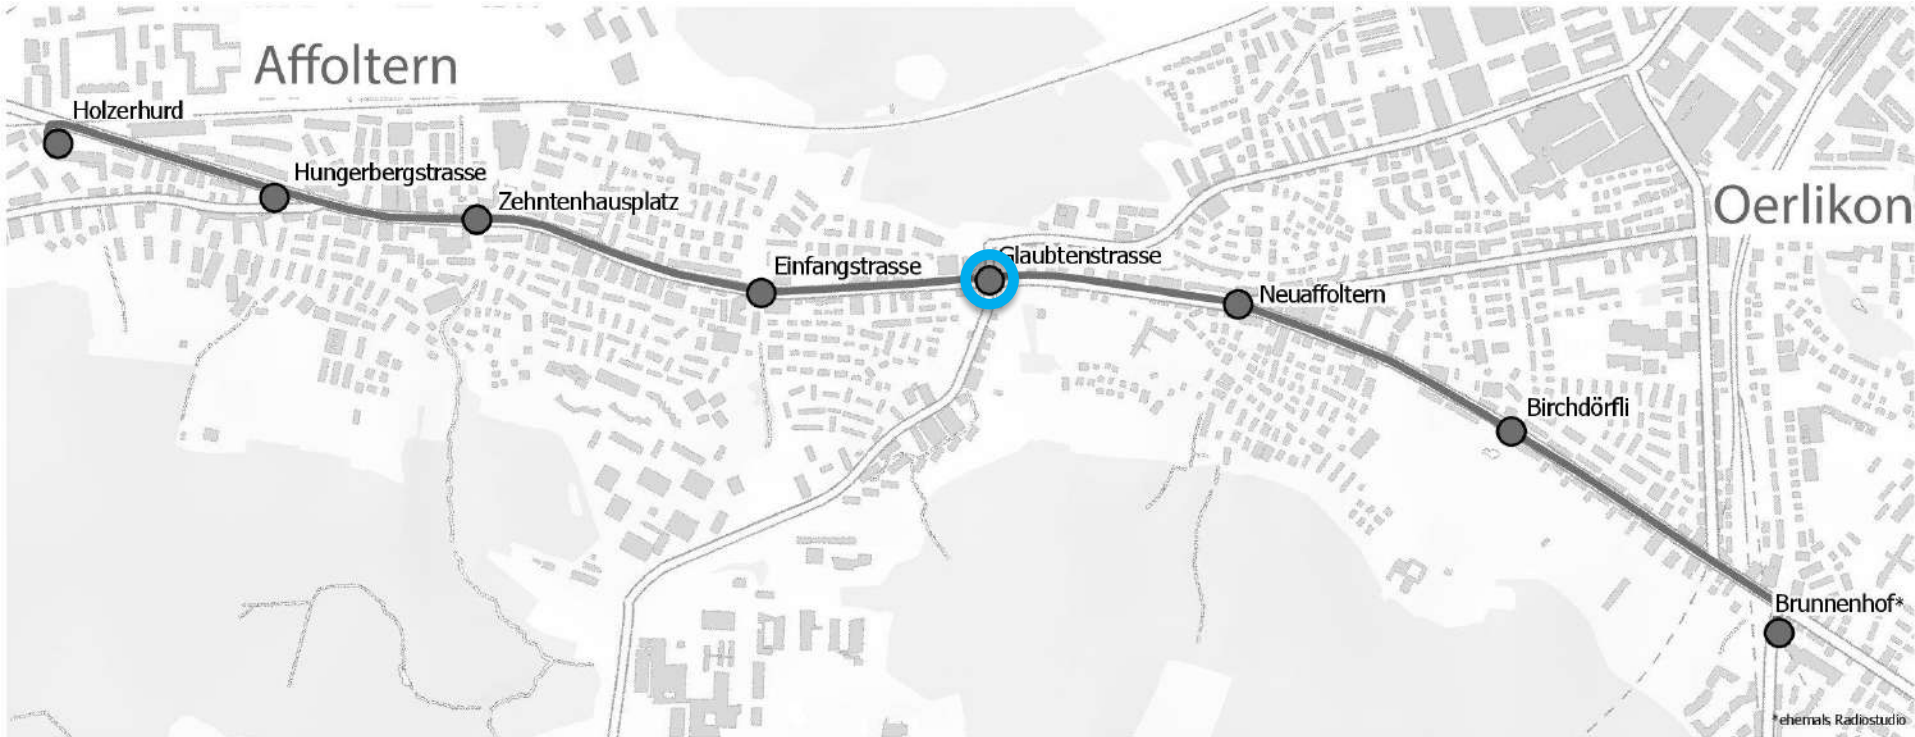 Affoltern
Holzerhurd
Hungerbergstrasse
Zehntenhausplatz
Oerlikon
Einfangstrasse
Glaubtenstrasse
Neuaffoltern
Birchdörfli
Brunnenhof*
*ehemals Radiostudio